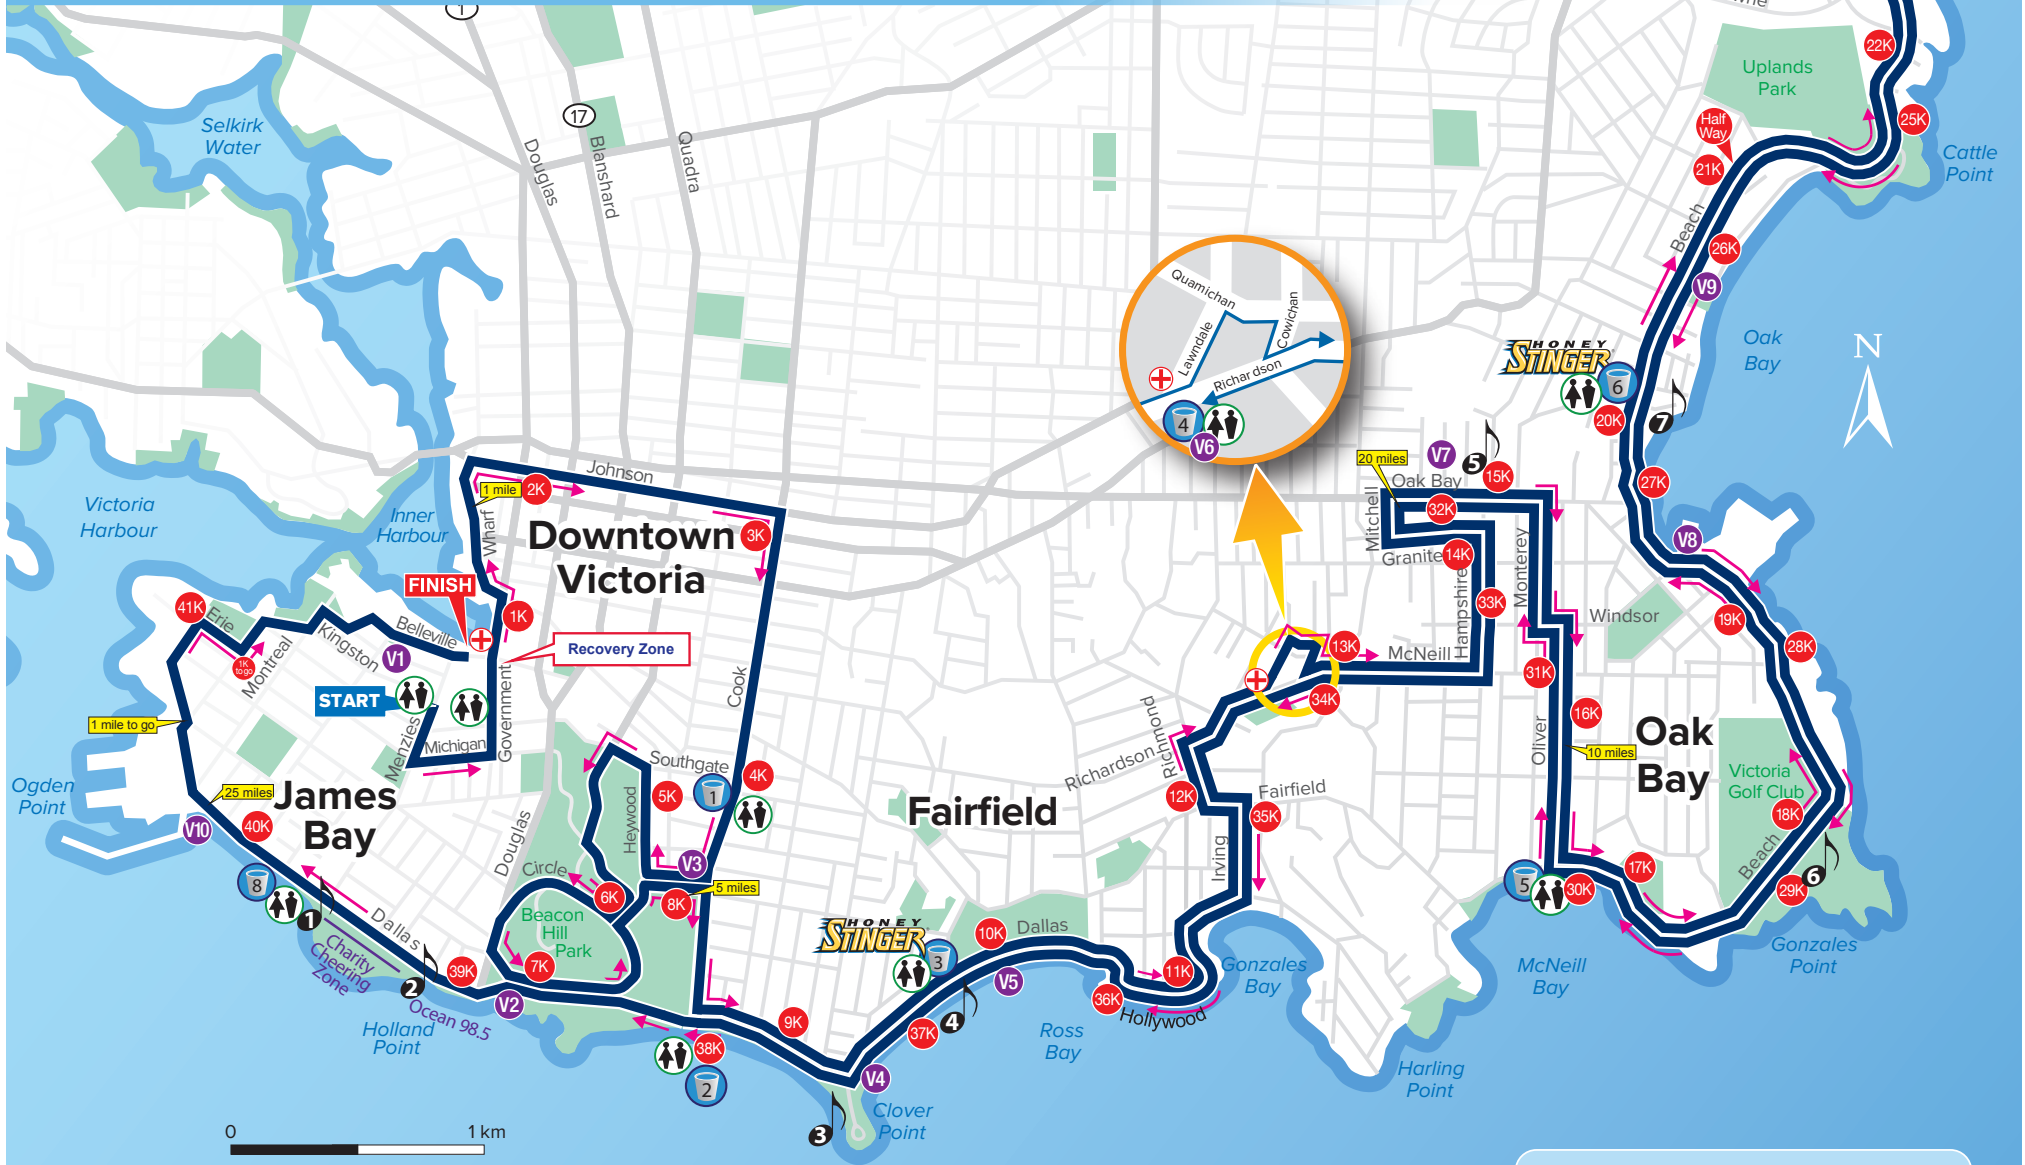 1
22K
Uplands
Park
17
Selkirk
Water
Douglas
Blanshard
Quadra
Half
Way
25K
Cattle
Point
21K
Beach
26K
V9
Quamichan
Cowichan
Lawndale
Richardson
4
V6
Oak
Bay
N
HONEY
STINGER
6
20K
7
Johnson
1 mile
2K
Wharf
Downtown
Victoria
3K
Victoria
Harbour
Inner
Harbour
20 miles
V7
5
15K
Oak Bay
32K
Mitchell
Granite
14K
Hampshire
33K
Monterey
27K
V8
Windsor
19K
28K
FINISH
1K
Recovery Zone
41K
Erie
1K
to go
Montreal
Kingston
Belleville
V1
START
Menzies
Michigan
Government
Cook
13K
McNeill
34K
31K
16K
Oliver
10 miles
Oak
Bay
Victoria
Golf Club
18K
Beach
1 mile to go
Ogden
Point
25 miles
James
Bay
V10
40K
Southgate
1
4K
5K
Heywood
Douglas
Circle
V3
5 miles
6K
8K
Beacon
Hill
Park
7K
Fairfield
Richardson
Richmond
12K
Fairfield
35K
Irving
5
30K
17K
29K
6
Gonzales
Point
8
1
Dallas
Charity
Cheering
Zone
2
39K
Ocean 98.5
V2
Holland
Point
HONEY
STINGER
3
10K
Dallas
V5
4
37K
9K
38K
2
V4
3
Clover
Point
Ross
Bay
36K
11K
Hollywood
Gonzales
Bay
McNeill
Bay
Harling
Point
0
1 km